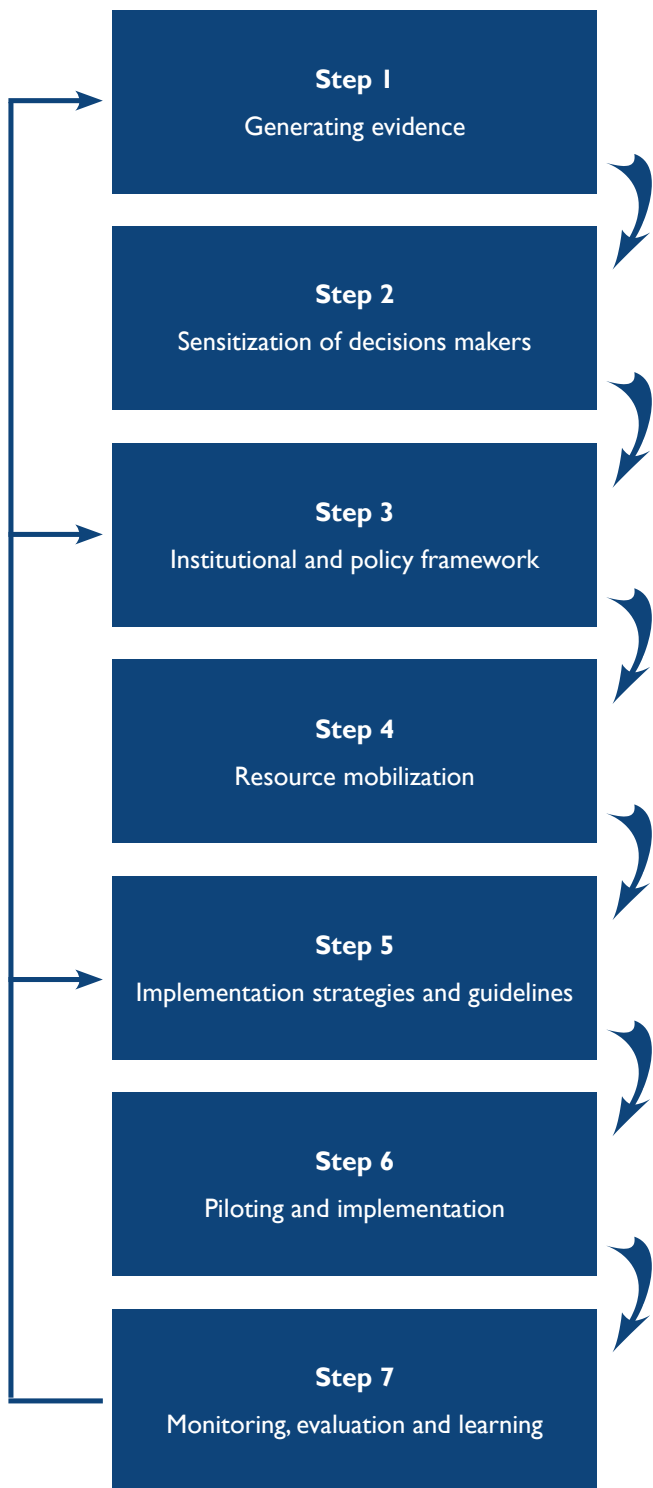 Step 1
Generating evidence
Step 2
Sensitization of decisions makers
Step 3
Institutional and policy framework
Step 4
Resource mobilization
Step 5
Implementation strategies and guidelines
Step 6
Piloting and implementation
Step 7
Monitoring, evaluation and learning